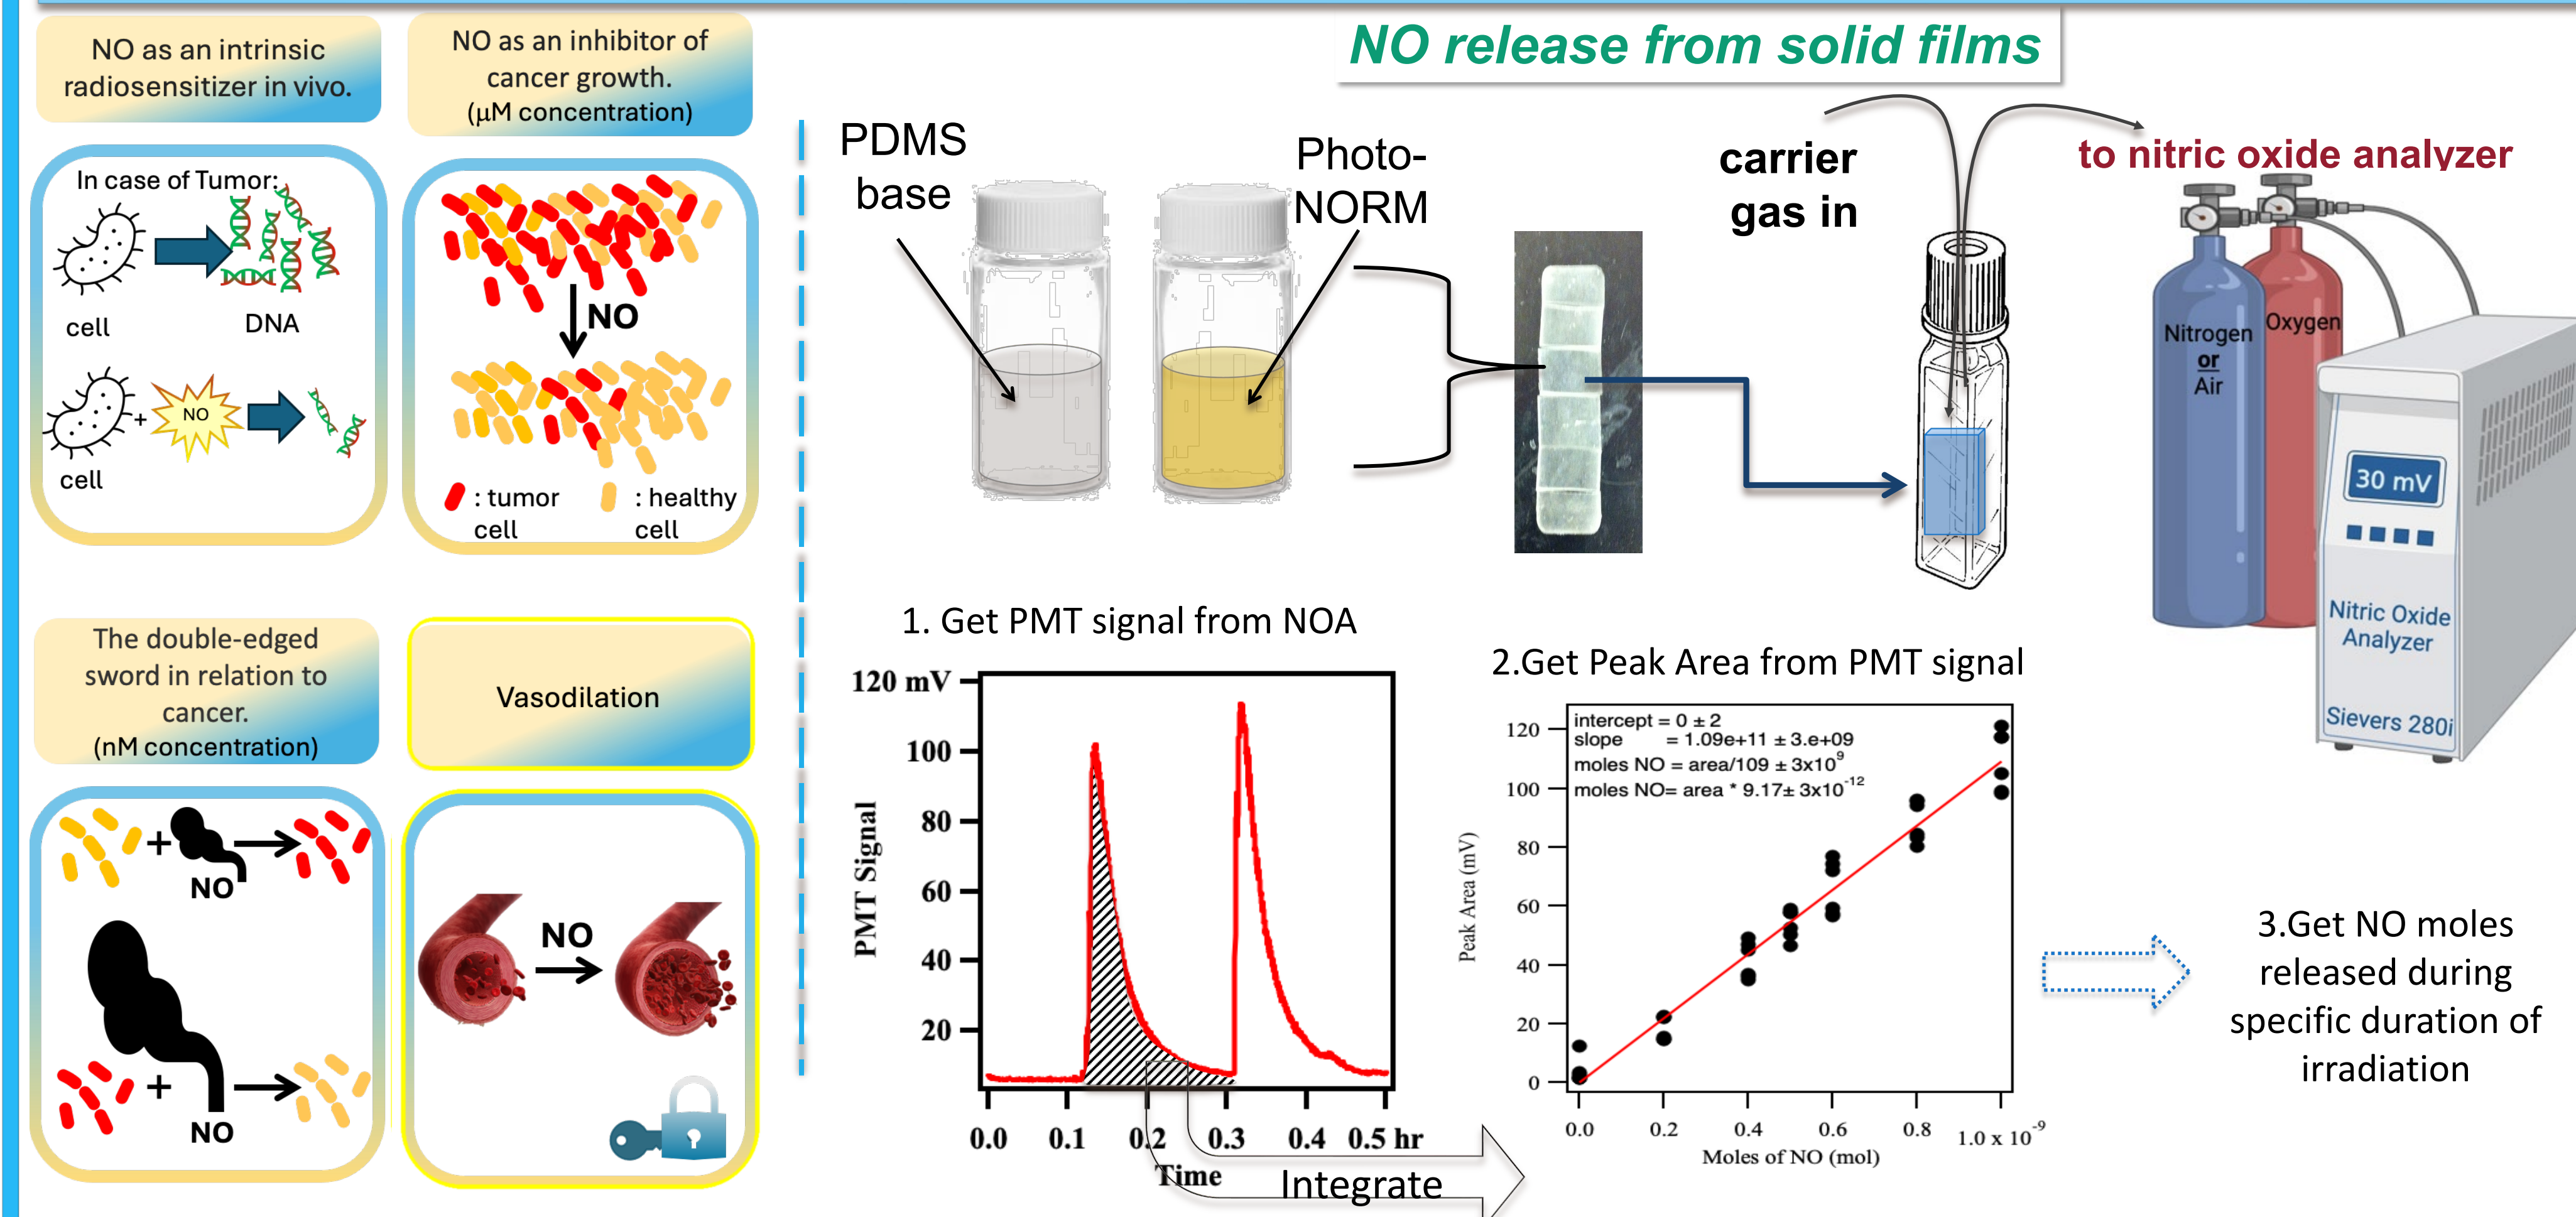 NO as an intrinsic
radiosensitizer in vivo.
In case of Tumor:
cell
DNA
NO
+
cell
NO as an inhibitor of
cancer growth.
(μM concentration)
NO
: tumor
cell
: healthy
cell
The double-edged
sword in relation to
cancer.
(nM concentration)
+
NO
+
NO
Vasodilation
NO
NO release from solid films
PDMS
base
Photo-
NORM
carrier
gas in
to nitric oxide analyzer
Nitrogen
or
Air
Oxygen
30 mV
Nitric Oxide
Analyzer
Sievers 280i
1. Get PMT signal from NOA
120 mV
100
80
60
40
20
PMT Signal
0.0 0.1 0.2 0.3 0.4 0.5 hr
Time
Integrate
2.Get Peak Area from PMT signal
intercept = 0 ± 2
slope = 1.09e+11 ± 3.e+09
moles NO = area/109 ± 3x10⁹
moles NO= area * 9.17± 3x10⁻¹²
120
100
80
60
40
20
0
Peak Area (mV)
0.0 0.2 0.4 0.6 0.8 1.0 x 10⁻⁹
Moles of NO (mol)
3.Get NO moles
released during
specific duration of
irradiation